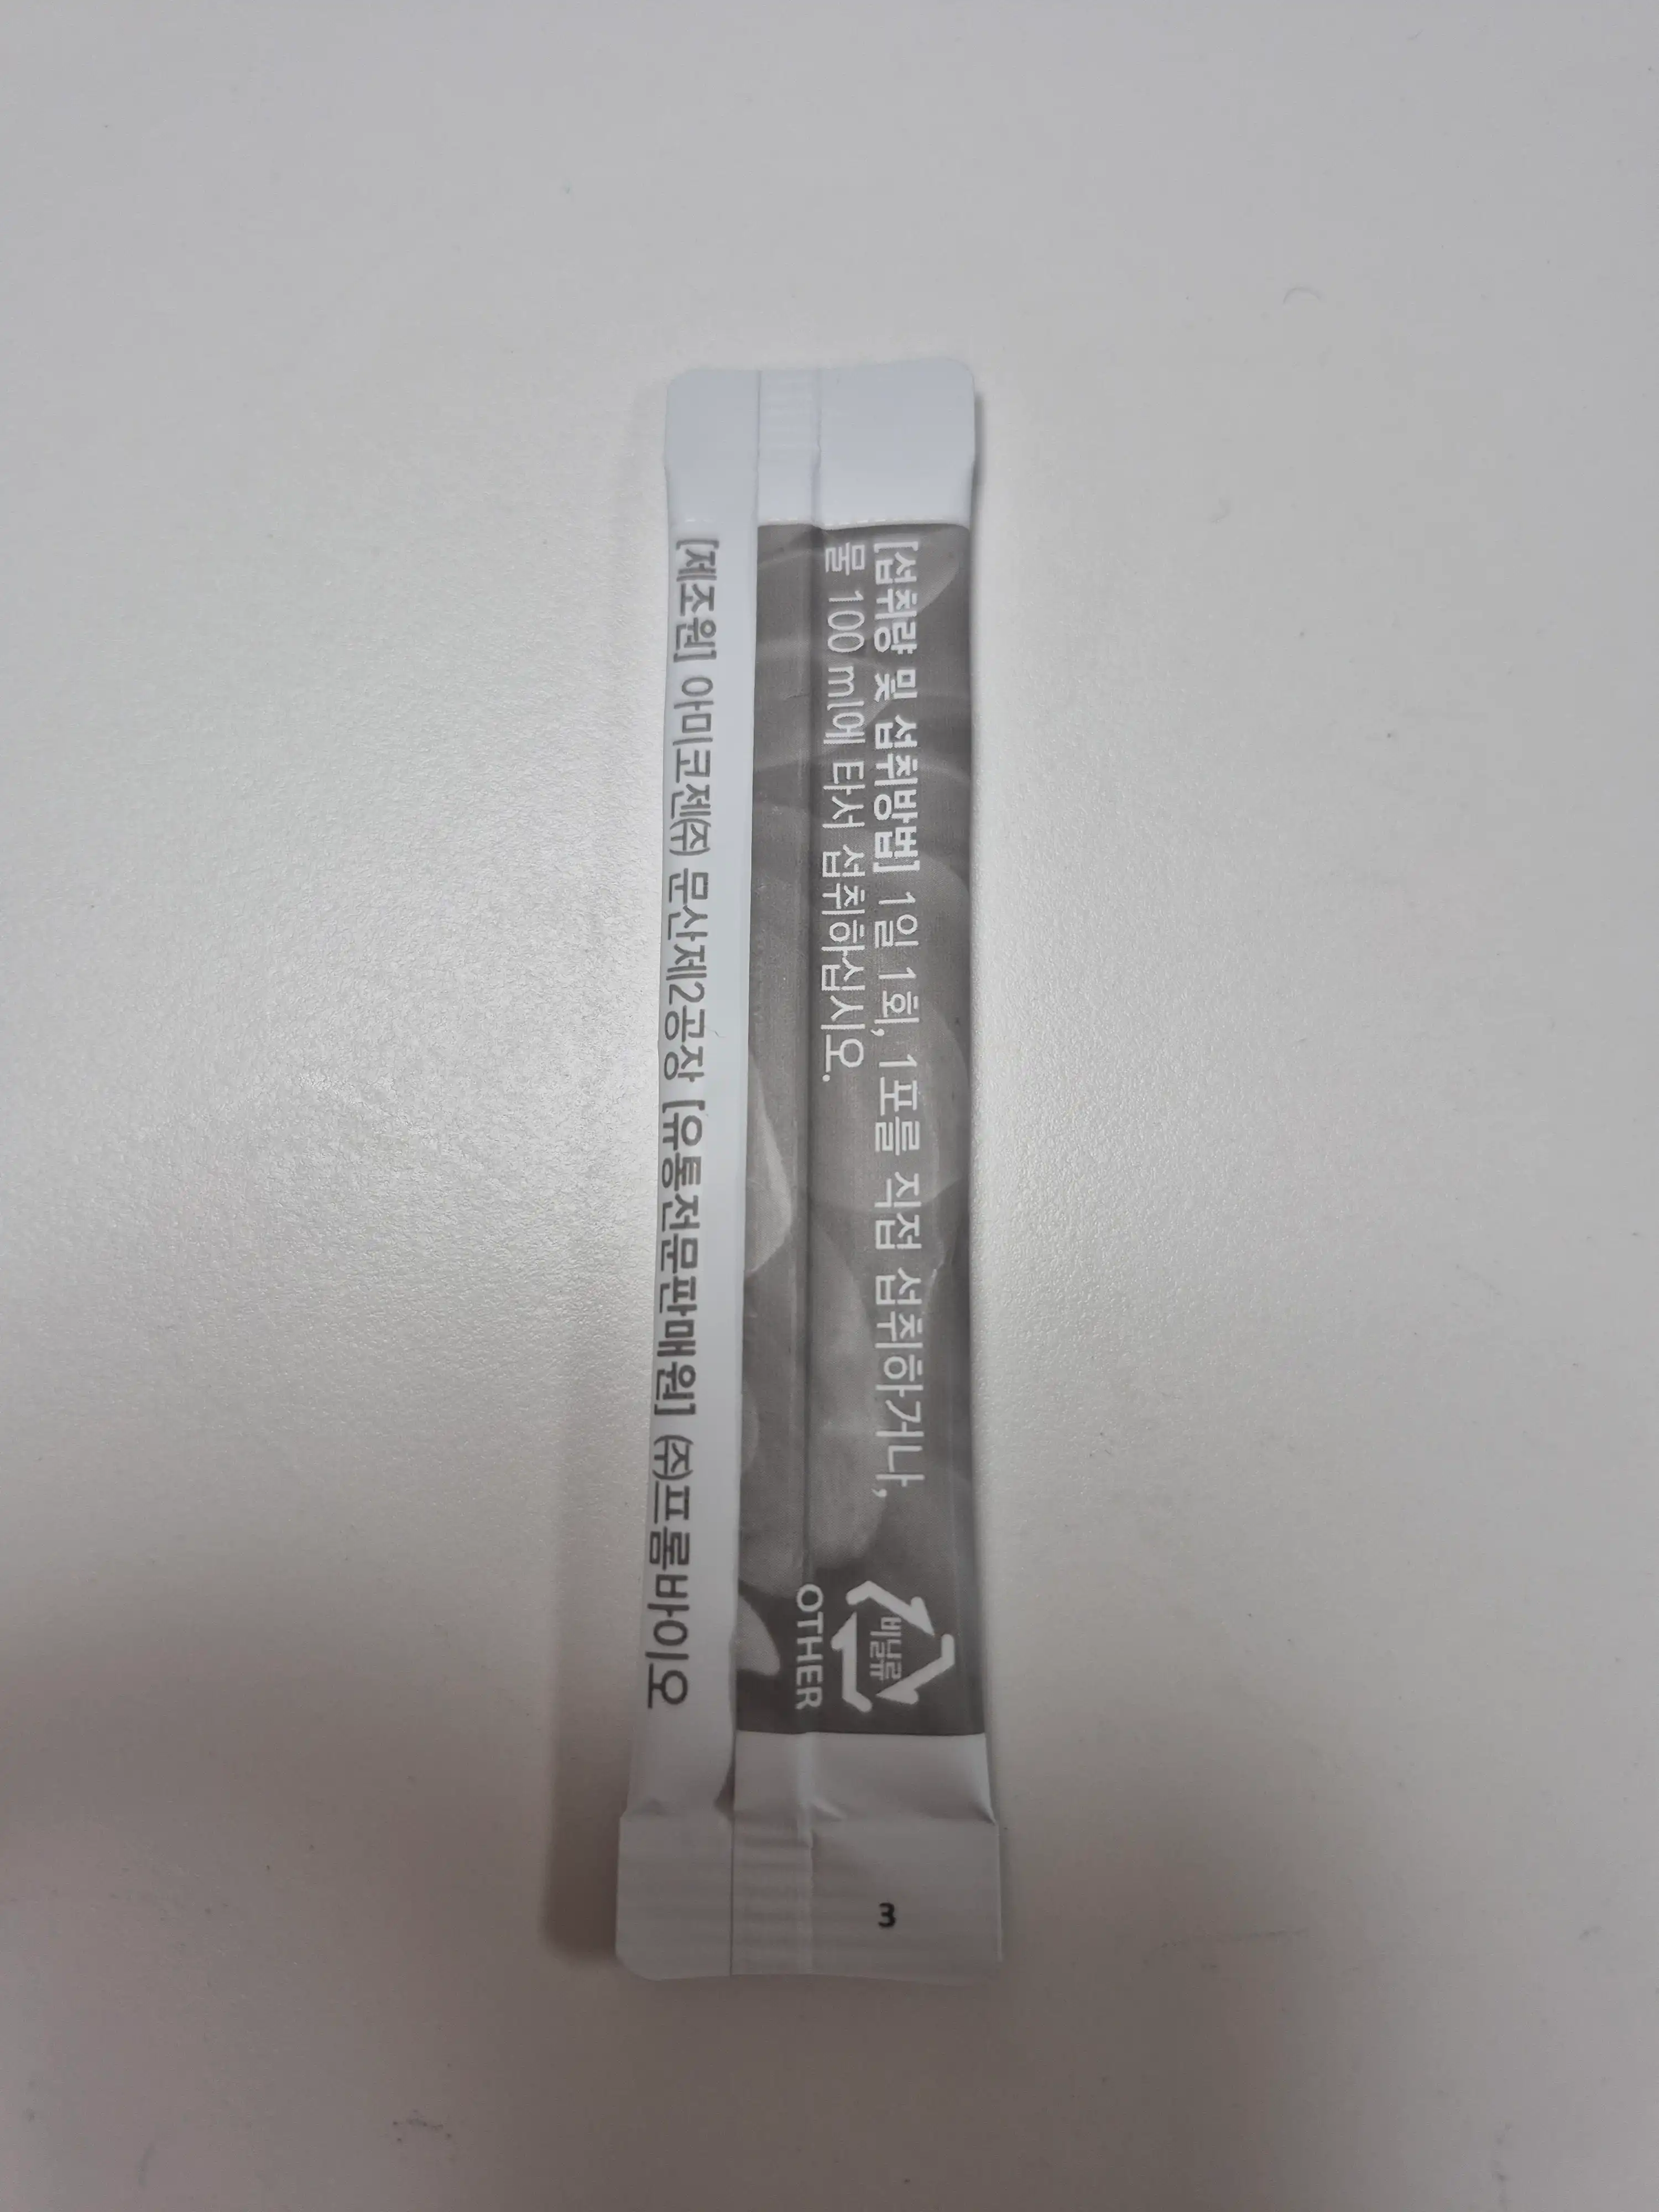 [섭취량 및 섭취방법] 1일 1회, 1포를 직접 섭취하거나,
물 100 ml에 타서 섭취하십시오.
비닐류
OTHER
[제조원] 아미코젠㈜ 문산제2공장 [유통전문판매원] ㈜프롬바이오
3